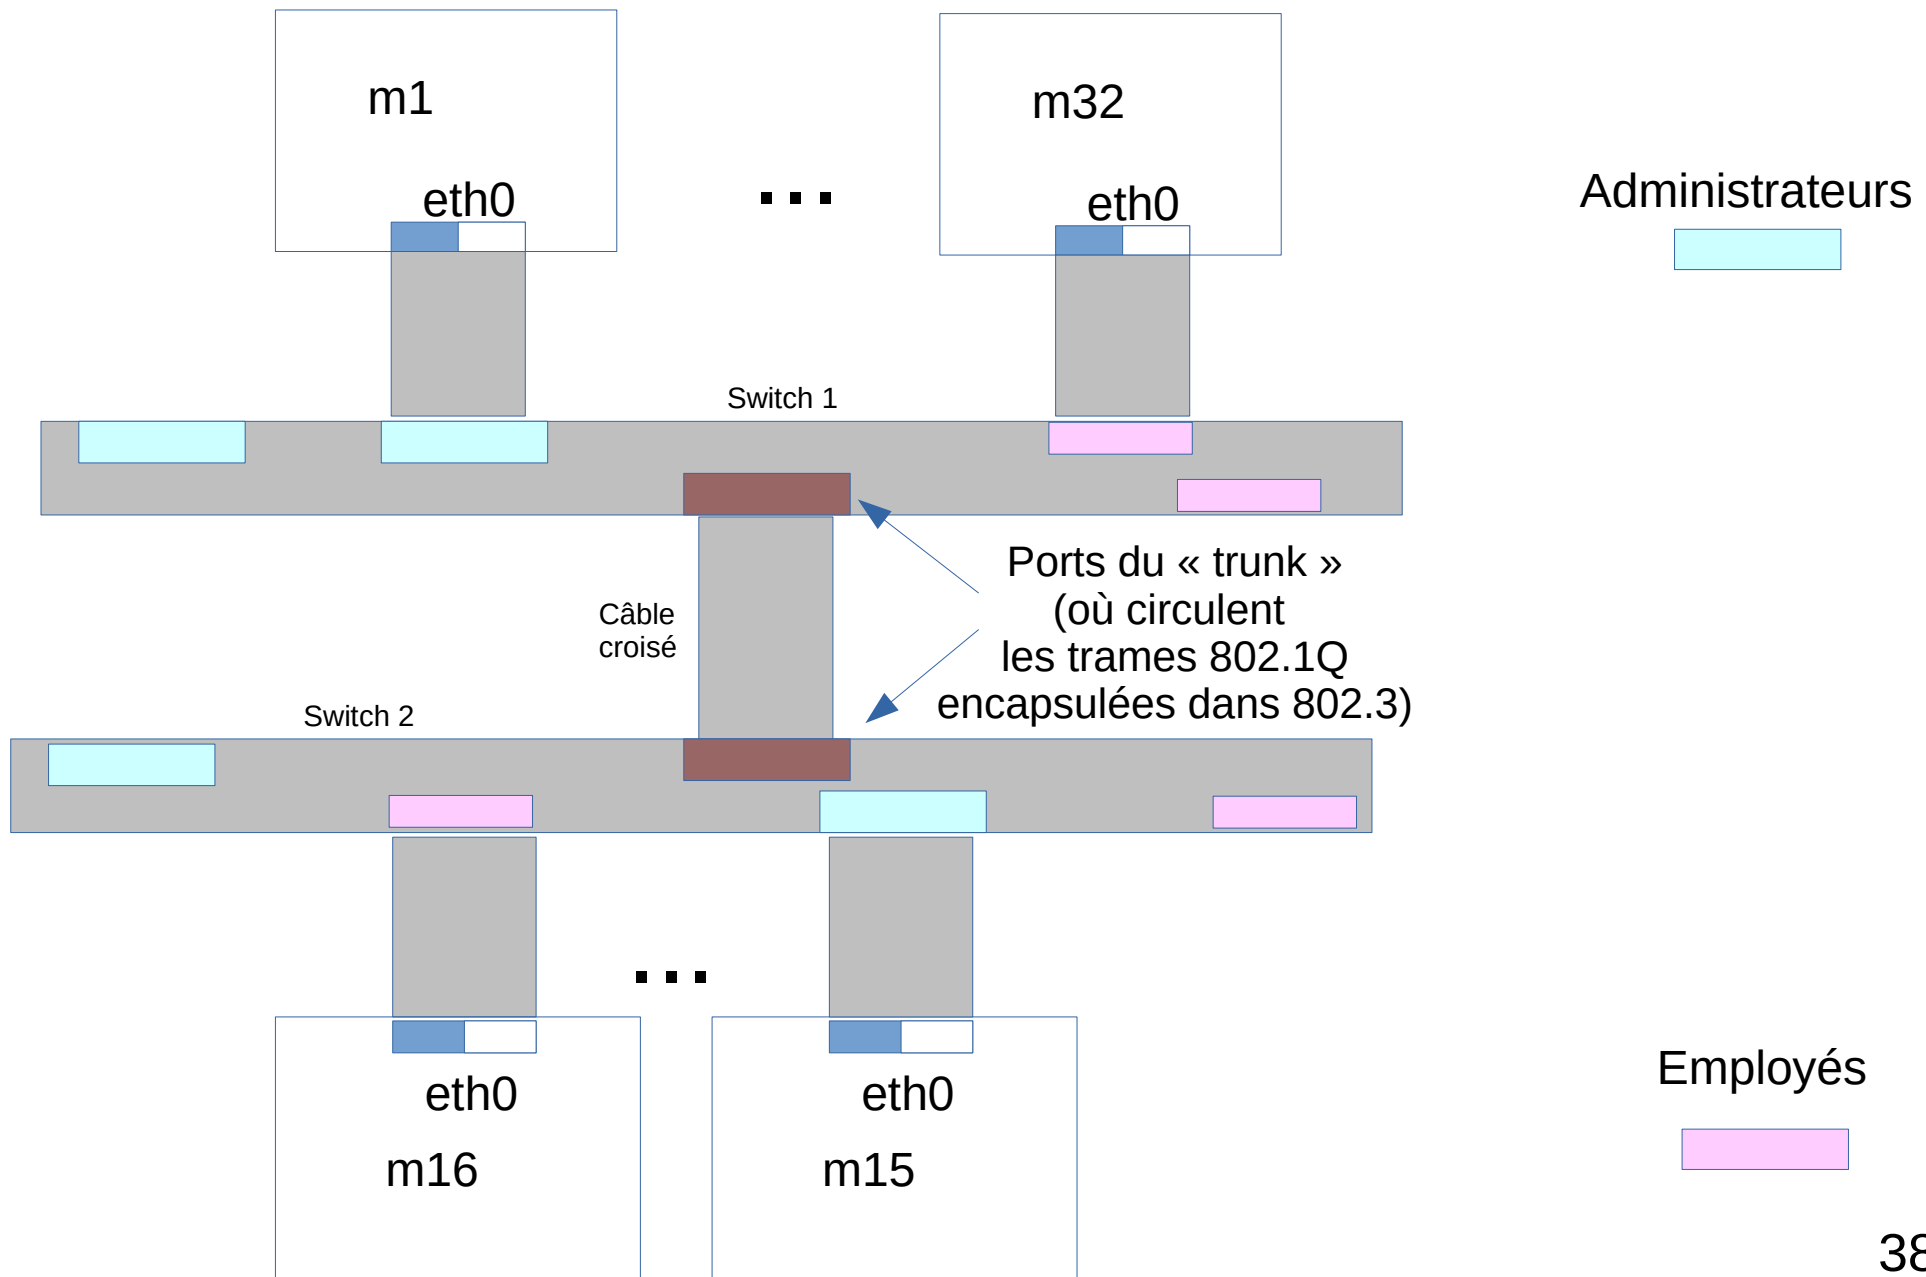 m1
m32
eth0
eth0
Administrateurs
Switch 1
Ports du « trunk »
(où circulent
les trames 802.1Q
encapsulées dans 802.3)
Câble
croisé
Switch 2
eth0
eth0
Employés
m16
m15
38